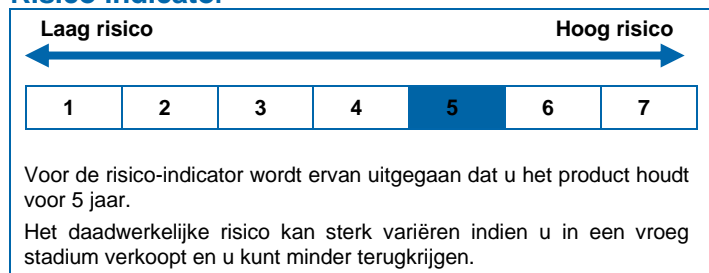 Risico-indicator
Laag risico Hoog risico
1 2 3 4 5 6 7
Voor de risico-indicator wordt ervan uitgegaan dat u het product houdt
voor 5 jaar.
Het daadwerkelijke risico kan sterk variëren indien u in een vroeg
stadium verkoopt en u kunt minder terugkrijgen.